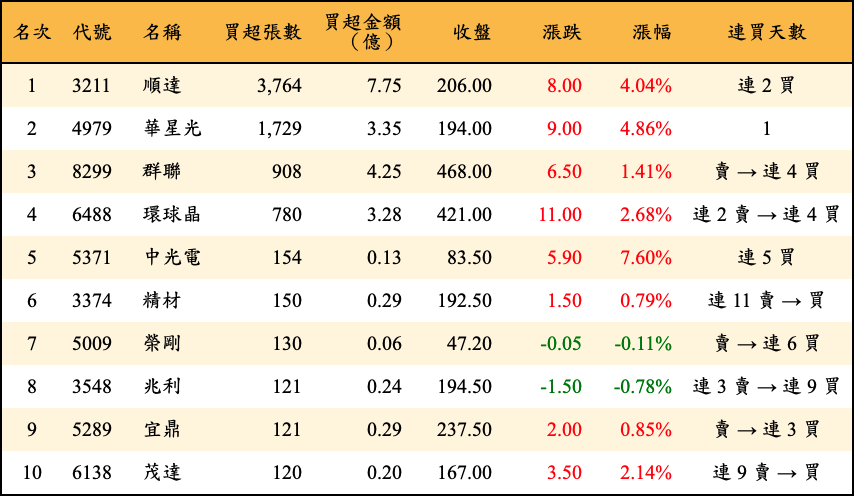 名次 代號 名稱 買超張數 買超金額（億） 收盤 漲跌 漲幅 連買天數
1 3211 順達 3,764 7.75 206.00 8.00 4.04% 連 2 買
2 4979 華星光 1,729 3.35 194.00 9.00 4.86% 1
3 8299 群聯 908 4.25 468.00 6.50 1.41% 賣 → 連 4 買
4 6488 環球晶 780 3.28 421.00 11.00 2.68% 連 2 賣 → 連 4 買
5 5371 中光電 154 0.13 83.50 5.90 7.60% 連 5 買
6 3374 精材 150 0.29 192.50 1.50 0.79% 連 11 賣 → 買
7 5009 榮剛 130 0.06 47.20 -0.05 -0.11% 賣 → 連 6 買
8 3548 兆利 121 0.24 194.50 -1.50 -0.78% 連 3 賣 → 連 9 買
9 5289 宜鼎 121 0.29 237.50 2.00 0.85% 賣 → 連 3 買
10 6138 茂達 120 0.20 167.00 3.50 2.14% 連 9 賣 → 買